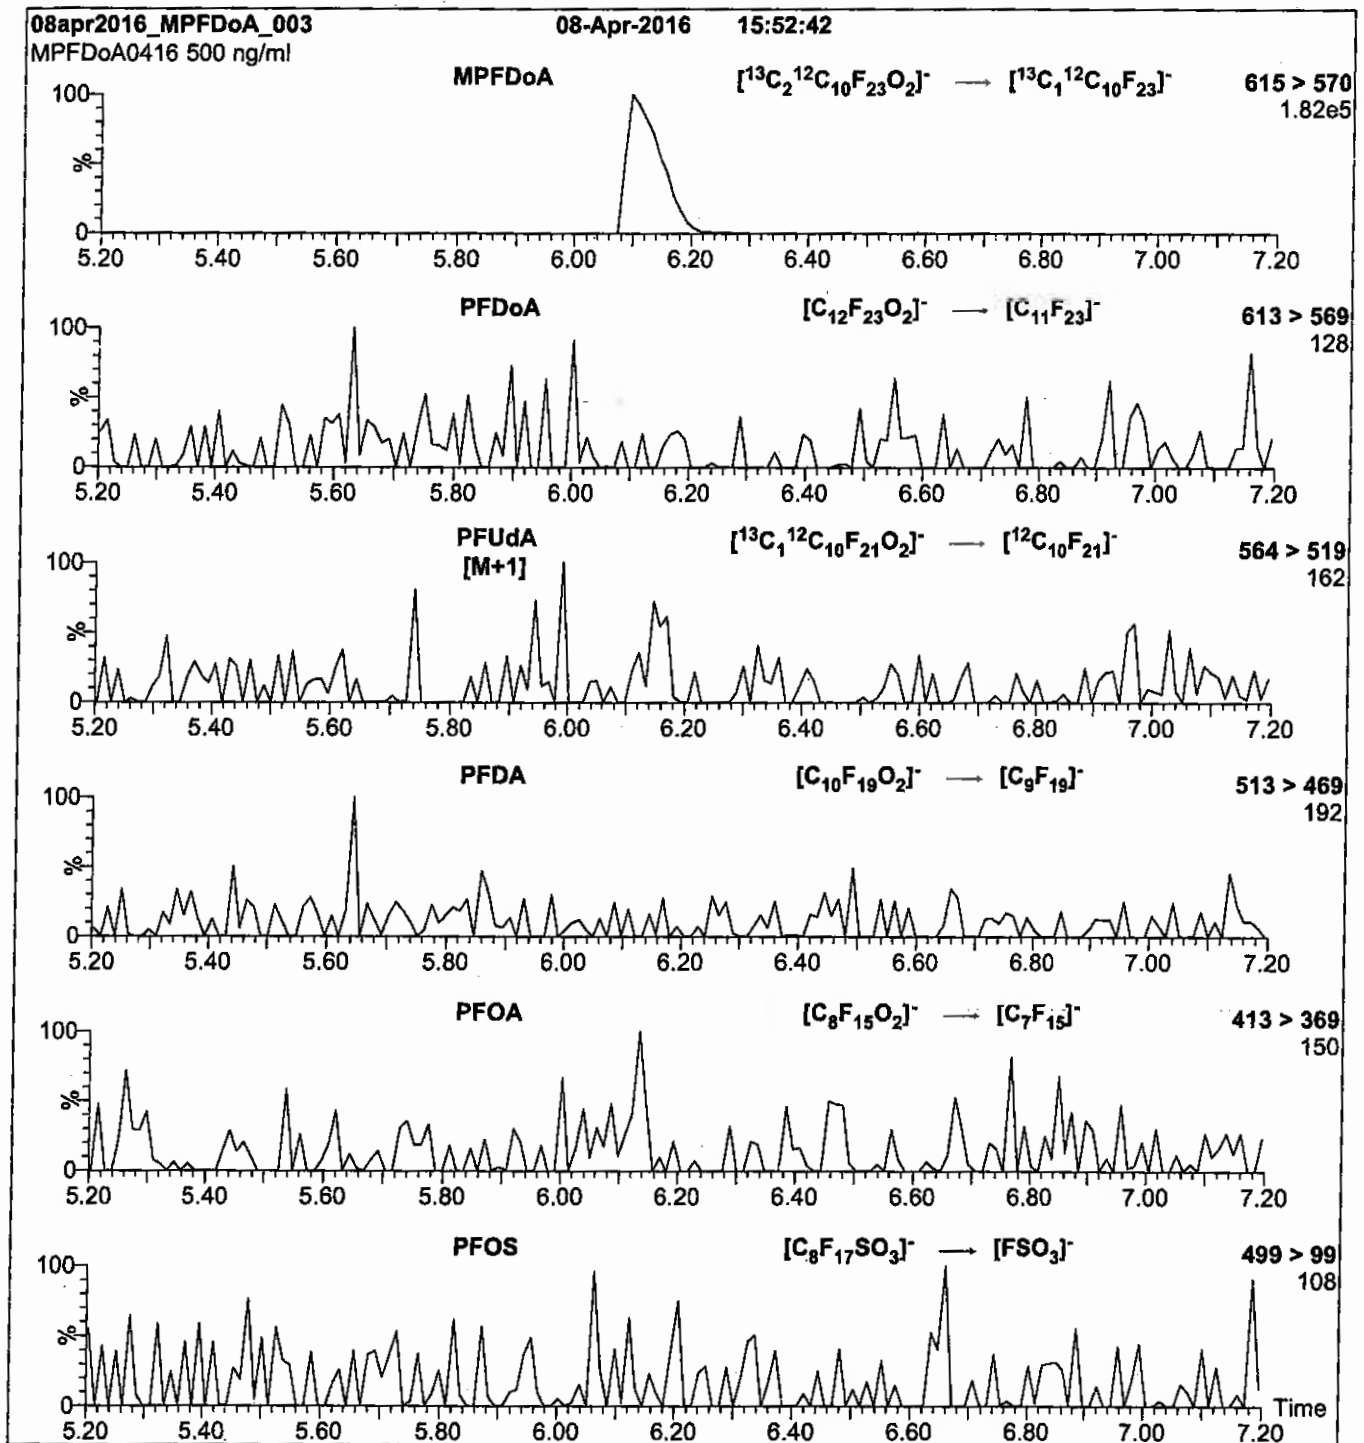 08apr2016_MPFDoA_003 08-Apr-2016 15:52:42
MPFDoA0416 500 ng/ml
MPFDoA [¹³C₂¹²C₁₀F₂₃O₂]⁻ → [¹³C₁¹²C₁₀F₂₃]⁻ 615 > 570
1.82e5
100
%
0
5.20 5.40 5.60 5.80 6.00 6.20 6.40 6.60 6.80 7.00 7.20
PFDoA [C₁₂F₂₃O₂]⁻ → [C₁₁F₂₃]⁻ 613 > 569
128
100
%
0
5.20 5.40 5.60 5.80 6.00 6.20 6.40 6.60 6.80 7.00 7.20
PFUdA [¹³C₁¹²C₁₀F₂₁O₂]⁻ → [¹²C₁₀F₂₁]⁻ 564 > 519
[M+1] 162
100
%
0
5.20 5.40 5.60 5.80 6.00 6.20 6.40 6.60 6.80 7.00 7.20
PFDA [C₁₀F₁₉O₂]⁻ → [C₉F₁₉]⁻ 513 > 469
192
100
%
0
5.20 5.40 5.60 5.80 6.00 6.20 6.40 6.60 6.80 7.00 7.20
PFOA [C₈F₁₅O₂]⁻ → [C₇F₁₅]⁻ 413 > 369
150
100
%
0
5.20 5.40 5.60 5.80 6.00 6.20 6.40 6.60 6.80 7.00 7.20
PFOS [C₈F₁₇SO₃]⁻ → [FSO₃]⁻ 499 > 99
108
100
%
0
Time
5.20 5.40 5.60 5.80 6.00 6.20 6.40 6.60 6.80 7.00 7.20